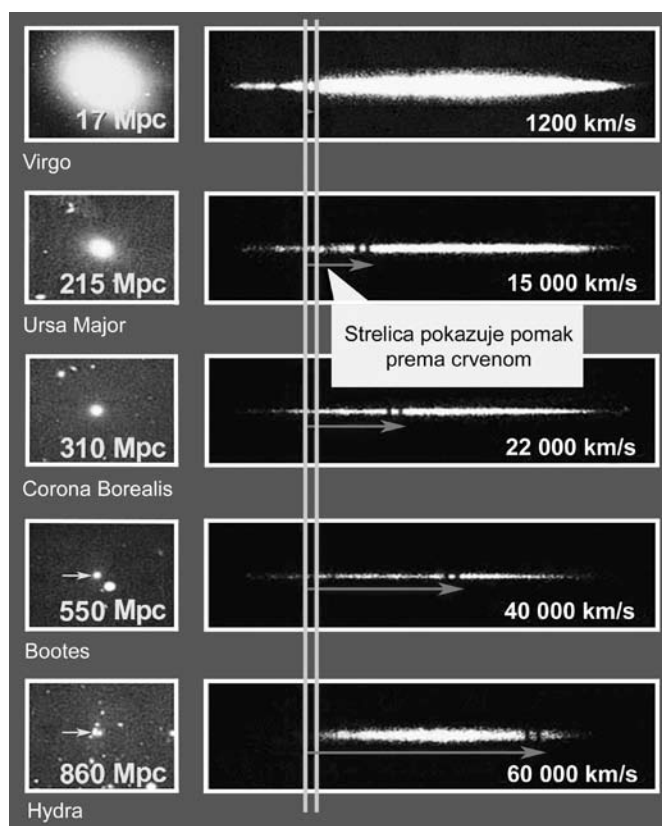 17 Mpc
1200 km/s
Virgo
215 Mpc
15 000 km/s
Ursa Major
Strelica pokazuje pomak
prema crvenom
310 Mpc
22 000 km/s
Corona Borealis
550 Mpc
40 000 km/s
Bootes
860 Mpc
60 000 km/s
Hydra